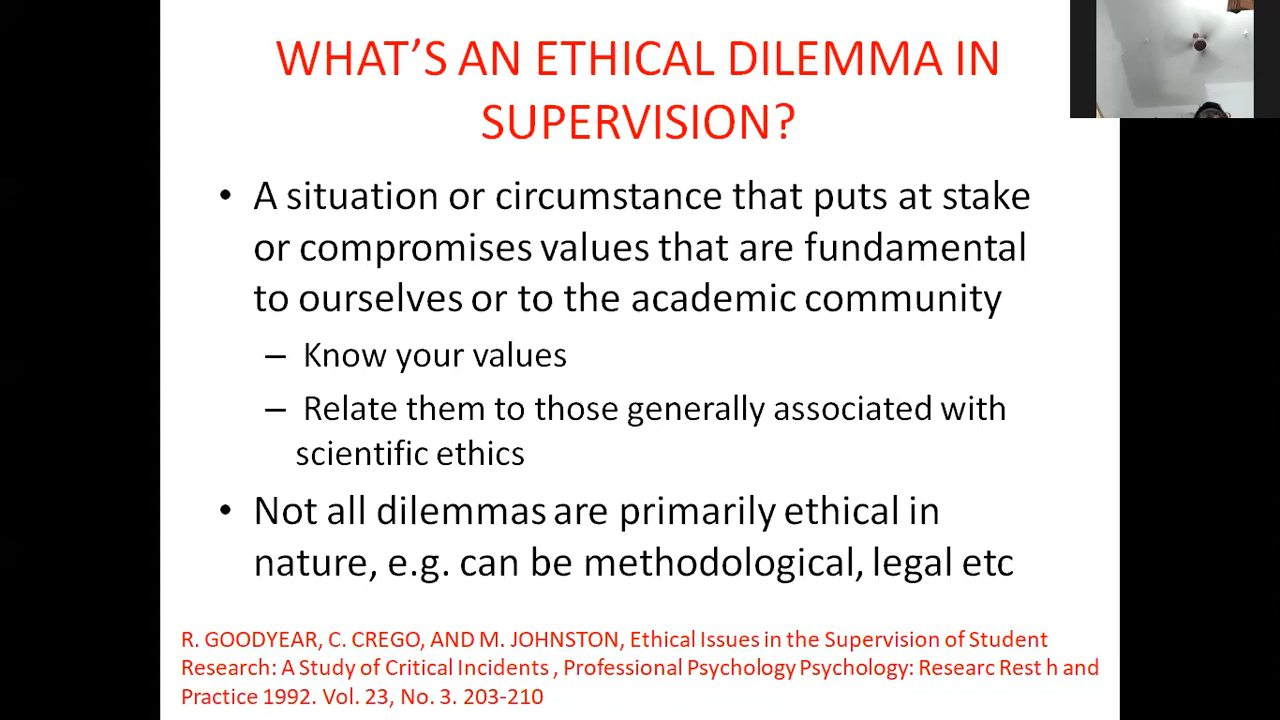 WHAT’S AN ETHICAL DILEMMA IN
SUPERVISION?
• A situation or circumstance that puts at stake
or compromises values that are fundamental
to ourselves or to the academic community
– Know your values
– Relate them to those generally associated with
scientific ethics
• Not all dilemmas are primarily ethical in
nature, e.g. can be methodological, legal etc
R. GOODYEAR, C. CREGO, AND M. JOHNSTON, Ethical Issues in the Supervision of Student
Research: A Study of Critical Incidents , Professional Psychology Psychology: Researc Rest h and
Practice 1992. Vol. 23, No. 3. 203-210